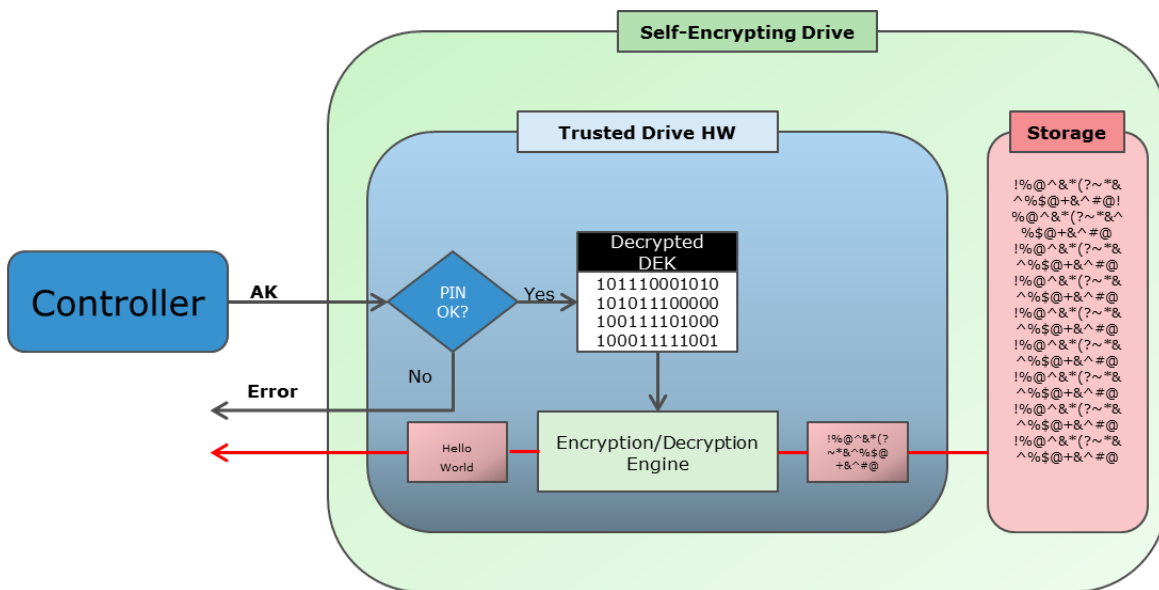 Self-Encrypting Drive
Trusted Drive HW
Storage
!%@^&*(?~*&
^%$@+&^#@!
%@^&*(?~*&^
%$@+&^#@
!%@^&*(?~*&
^%$@+&^#@
!%@^&*(?~*&
^%$@+&^#@
!%@^&*(?~*&
^%$@+&^#@
!%@^&*(?~*&
^%$@+&^#@
!%@^&*(?~*&
^%$@+&^#@
!%@^&*(?~*&
^%$@+&^#@
!%@^&*(?~*&
^%$@+&^#@
Controller
AK
PIN
OK?
Yes
No
Error
Decrypted
DEK
101110001010
101011100000
100111101000
100011111001
Hello
World
Encryption/Decryption
Engine
!%@^&*(?
~*&^%$@
+&^#@